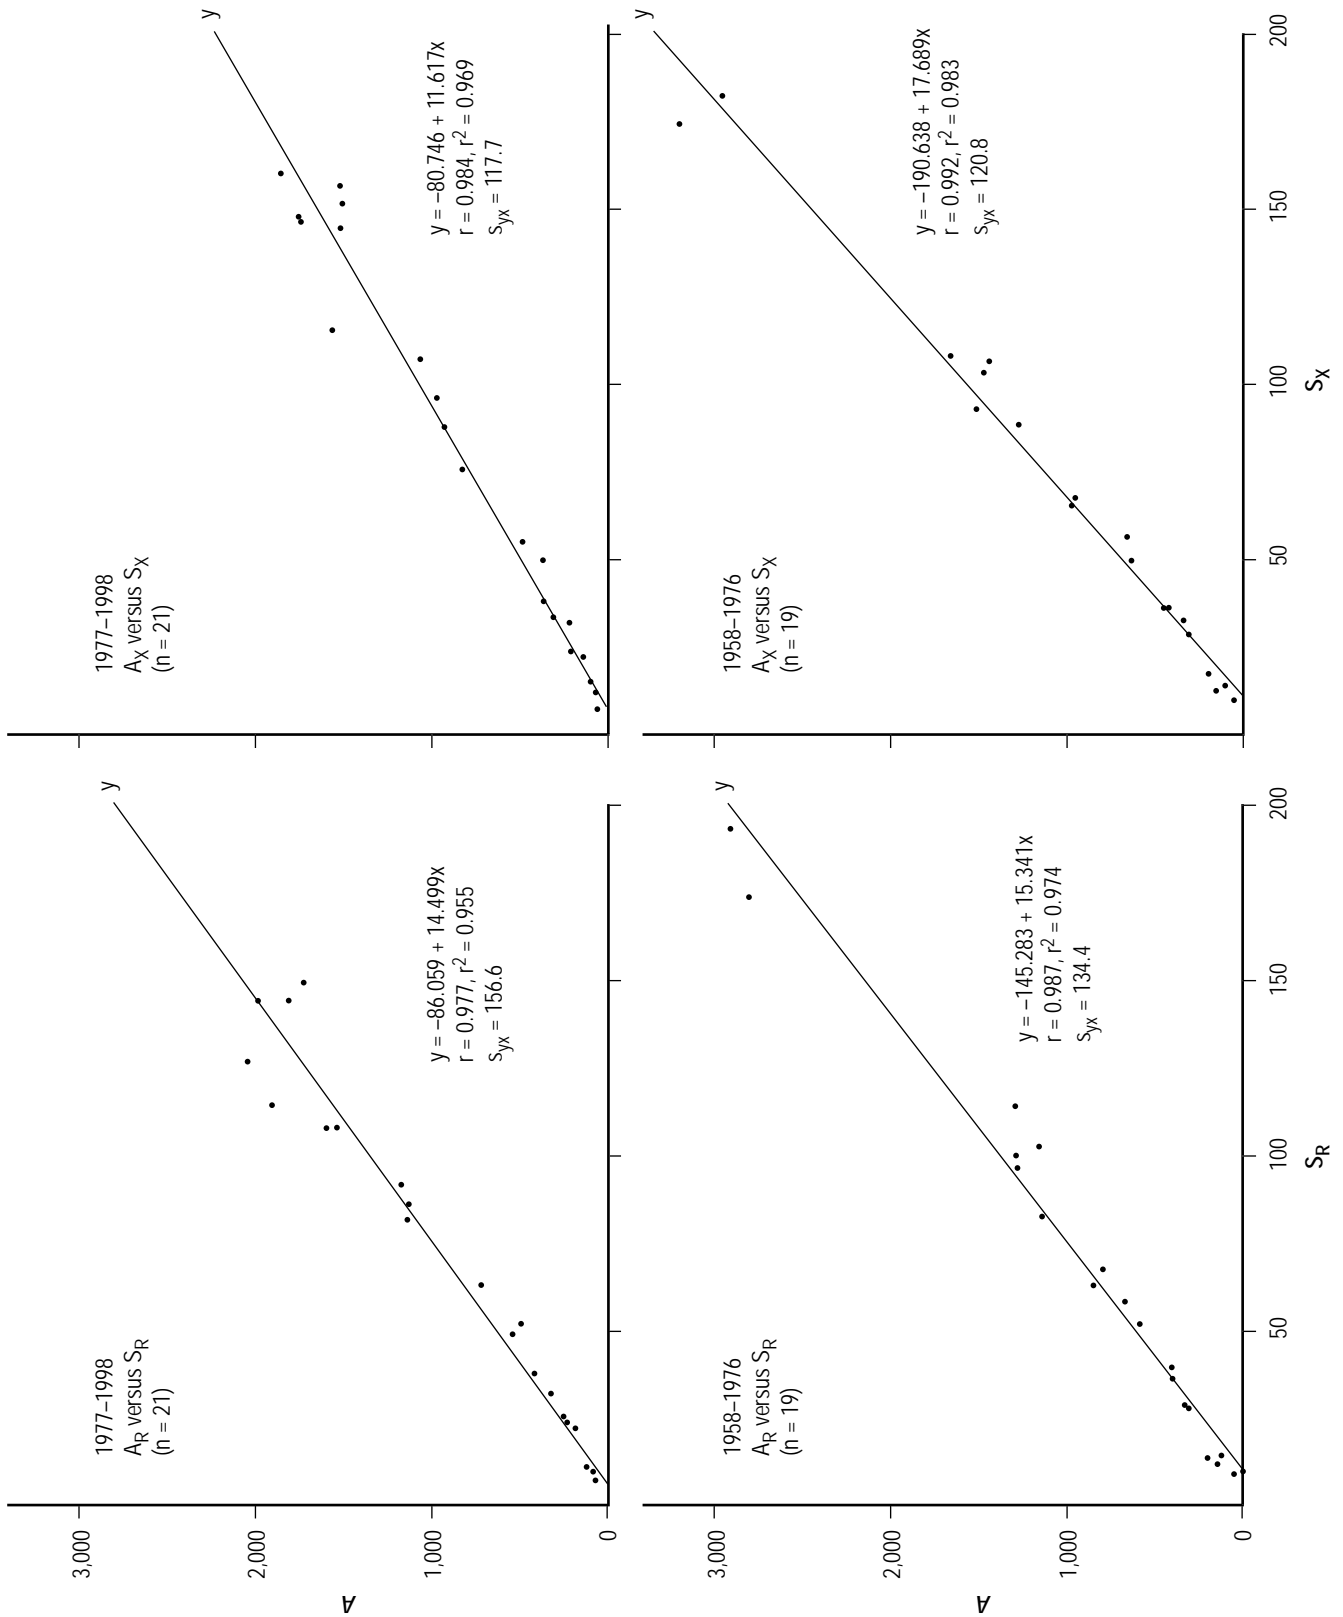 1977–1998
A_R versus S_R
(n = 21)
y
y = −86.059 + 14.499x
r = 0.977, r² = 0.955
s_yx = 156.6
3,000
2,000
1,000
0
A
1977–1998
A_X versus S_X
(n = 21)
y
y = −80.746 + 11.617x
r = 0.984, r² = 0.969
s_yx = 117.7
1958–1976
A_R versus S_R
(n = 19)
y
y = −145.283 + 15.341x
r = 0.987, r² = 0.974
s_yx = 134.4
3,000
2,000
1,000
0
A
50
100
150
200
S_R
1958–1976
A_X versus S_X
(n = 19)
y
y = −190.638 + 17.689x
r = 0.992, r² = 0.983
s_yx = 120.8
50
100
150
200
S_X